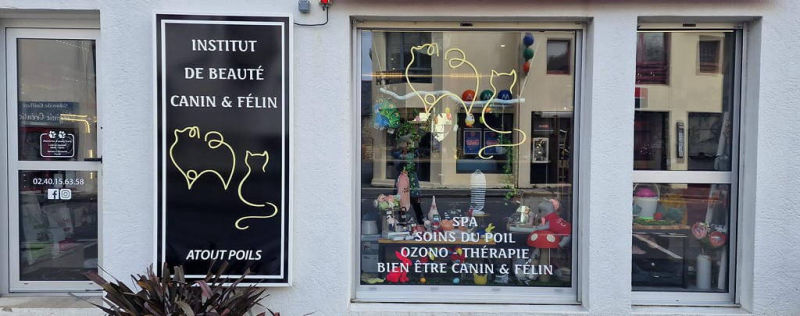 INSTITUT
DE BEAUTÉ
CANIN & FÉLIN
ATOUT POILS
02.40.15.63.58
SPA
SOINS DU POIL
OZONO - THÉRAPIE
BIEN ÊTRE CANIN & FÉLIN